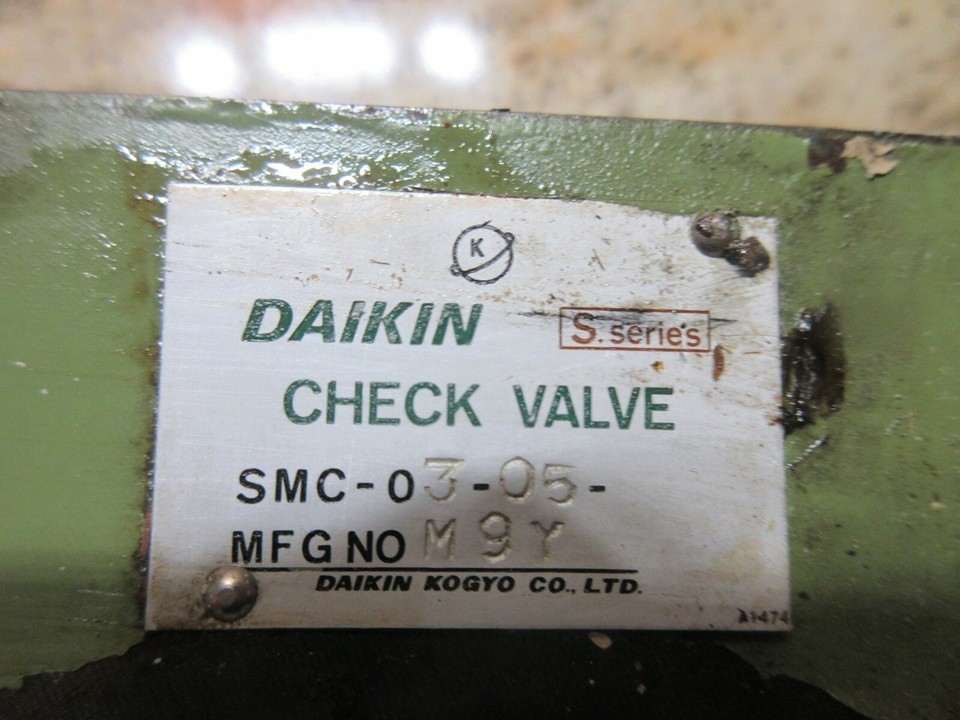 K
DAIKIN S. series
CHECK VALVE
SMC-03-05-
MFG NO M9Y
DAIKIN KOGYO CO., LTD.
A1474